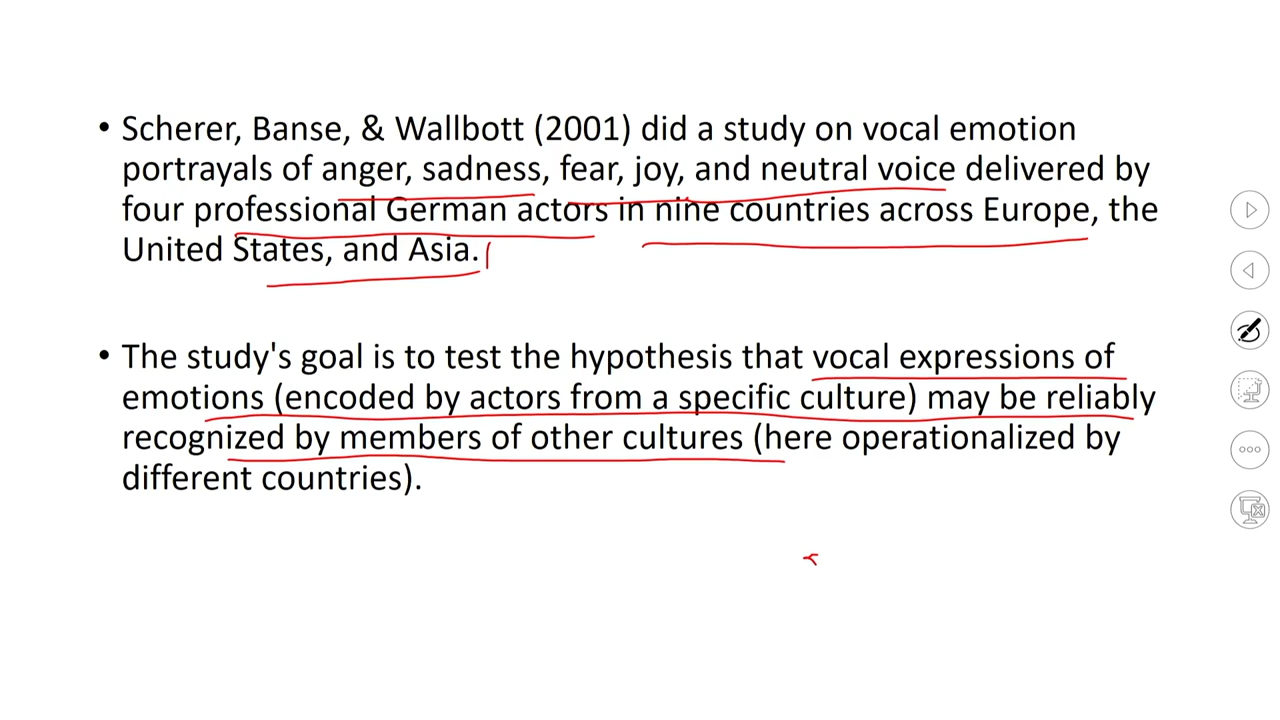 • Scherer, Banse, & Wallbott (2001) did a study on vocal emotion
portrayals of anger, sadness, fear, joy, and neutral voice delivered by
four professional German actors in nine countries across Europe, the
United States, and Asia.
• The study's goal is to test the hypothesis that vocal expressions of
emotions (encoded by actors from a specific culture) may be reliably
recognized by members of other cultures (here operationalized by
different countries).